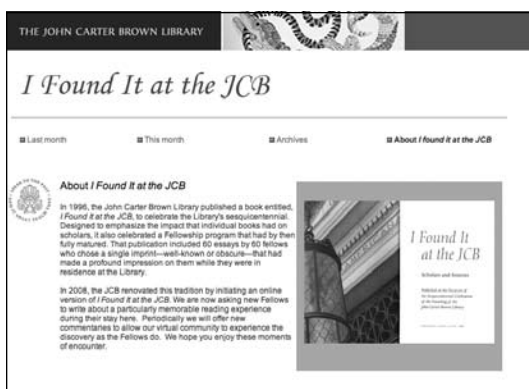 THE JOHN CARTER BROWN LIBRARY
I Found It at the JCB
Last month
This month
Archives
About I found it at the JCB
About I Found It at the JCB
In 1996, the John Carter Brown Library published a book entitled,
I Found It at the JCB, to celebrate the Library's sesquicentennial.
Designed to emphasize the impact that individual books had on
scholars, it also celebrated a Fellowship program that had by then
fully matured. That publication included 60 essays by 60 fellows
who chose a single imprint—well-known or obscure—that had
made a profound impression on them while they were in
residence at the Library.
In 2008, the JCB renovated this tradition by initiating an online
version of I Found it at the JCB. We are now asking new Fellows
to write about a particularly memorable reading experience
during their stay here. Periodically we will offer new
commentaries to allow our virtual community to experience the
discovery as the Fellows do. We hope you enjoy these moments
of encounter.
I Found It
at the JCB
Scholars and Sources